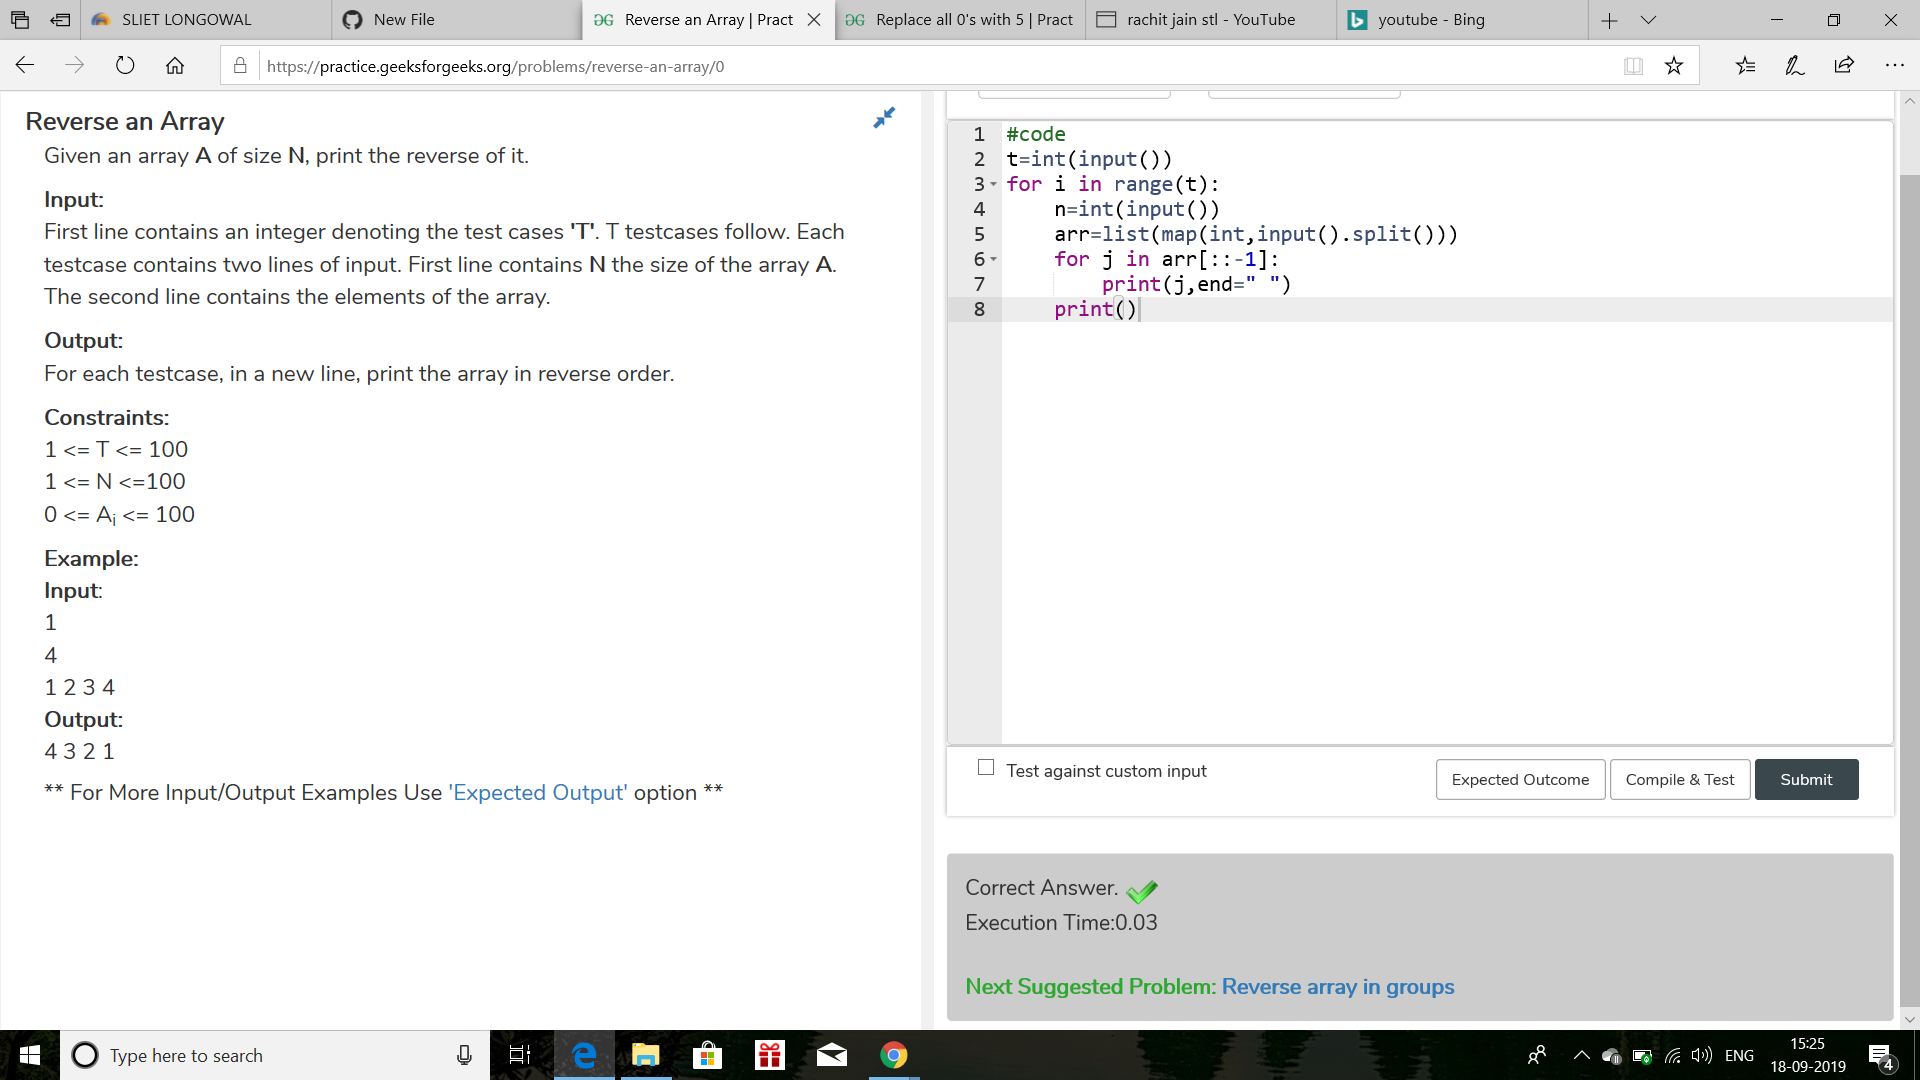 SLIET LONGOWAL
New File
Reverse an Array | Pract
Replace all 0's with 5 | Pract
rachit jain stl - YouTube
youtube - Bing
https://practice.geeksforgeeks.org/problems/reverse-an-array/0
Reverse an Array
Given an array A of size N, print the reverse of it.
Input:
First line contains an integer denoting the test cases 'T'. T testcases follow. Each
testcase contains two lines of input. First line contains N the size of the array A.
The second line contains the elements of the array.
Output:
For each testcase, in a new line, print the array in reverse order.
Constraints:
1 <= T <= 100
1 <= N <=100
0 <= Ai <= 100
Example:
Input:
1
4
1 2 3 4
Output:
4 3 2 1
** For More Input/Output Examples Use 'Expected Output' option **
1 #code
2 t=int(input())
3 for i in range(t):
4     n=int(input())
5     arr=list(map(int,input().split()))
6     for j in arr[::-1]:
7         print(j,end=" ")
8     print()
Test against custom input
Expected Outcome
Compile & Test
Submit
Correct Answer.
Execution Time:0.03
Next Suggested Problem: Reverse array in groups
Type here to search
ENG
15:25
18-09-2019
4